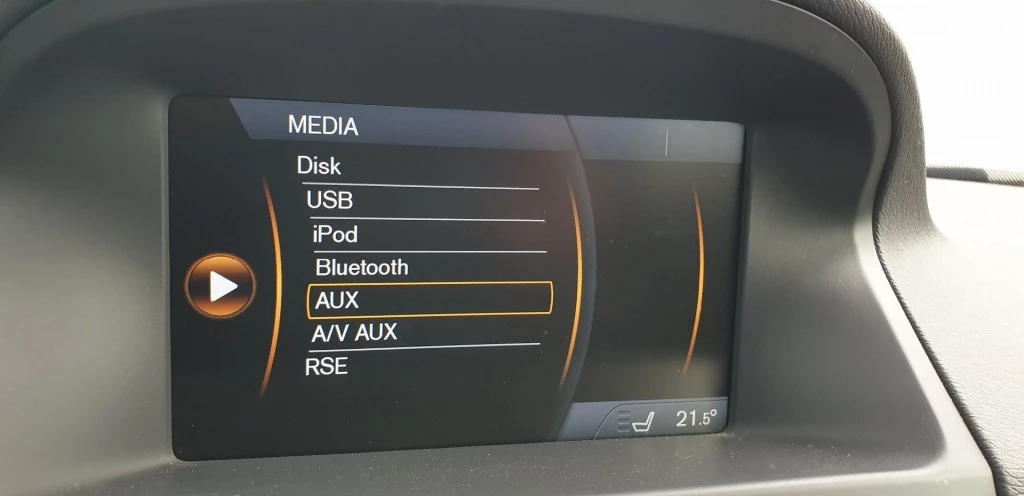 MEDIA
Disk
USB
iPod
Bluetooth
AUX
A/V AUX
RSE
21.5°